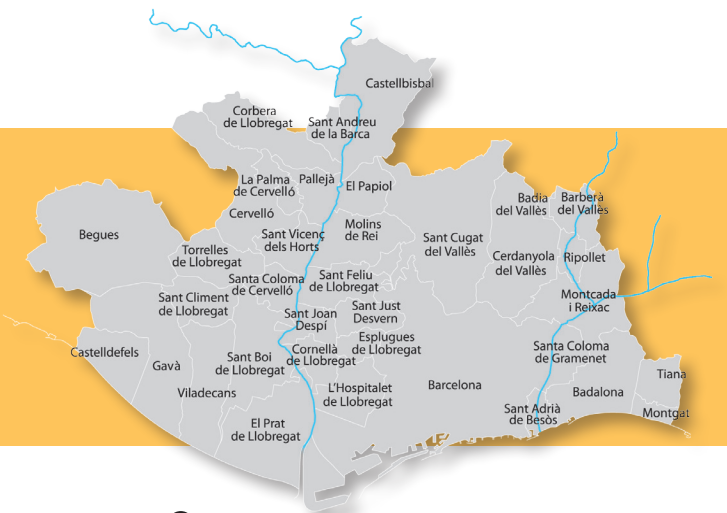 Castellbisbal
Corbera
de Llobregat
Sant Andreu
de la Barca
La Palma
de Cervelló
Pallejà
El Papiol
Badia
del Vallès
Barberà
del Vallès
Cervelló
Begues
Sant Vicenç
dels Horts
Molins
de Rei
Sant Cugat
del Vallès
Torrelles
de Llobregat
Cerdanyola
del Vallès
Ripollet
Santa Coloma
de Cervelló
Sant Feliu
de Llobregat
Sant Climent
de Llobregat
Montcada
i Reixac
Sant Joan
Despí
Sant Just
Desvern
Castelldefels
Gavà
Sant Boi
de Llobregat
Cornellà
de Llobregat
Esplugues
de Llobregat
Santa Coloma
de Gramenet
Tiana
Viladecans
L'Hospitalet
de Llobregat
Barcelona
Badalona
Sant Adrià
de Besòs
Montgat
El Prat
de Llobregat